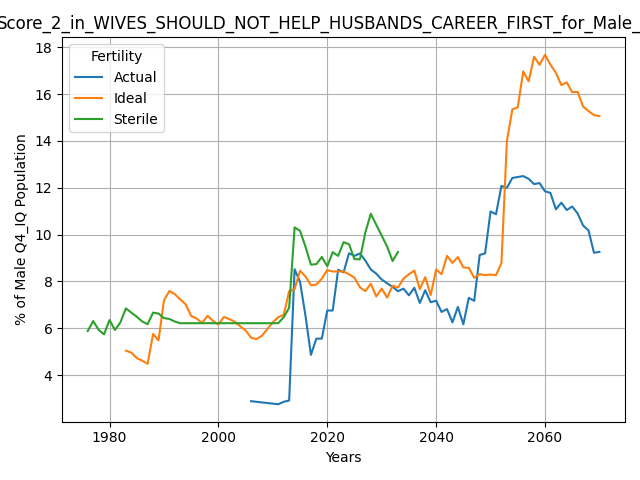 Score_2_in_WIVES_SHOULD_NOT_HELP_HUSBANDS_CAREER_FIRST_for_Male_
Fertility
Actual
Ideal
Sterile
% of Male Q4_IQ Population
18
16
14
12
10
8
6
4
1980 2000 2020 2040 2060
Years